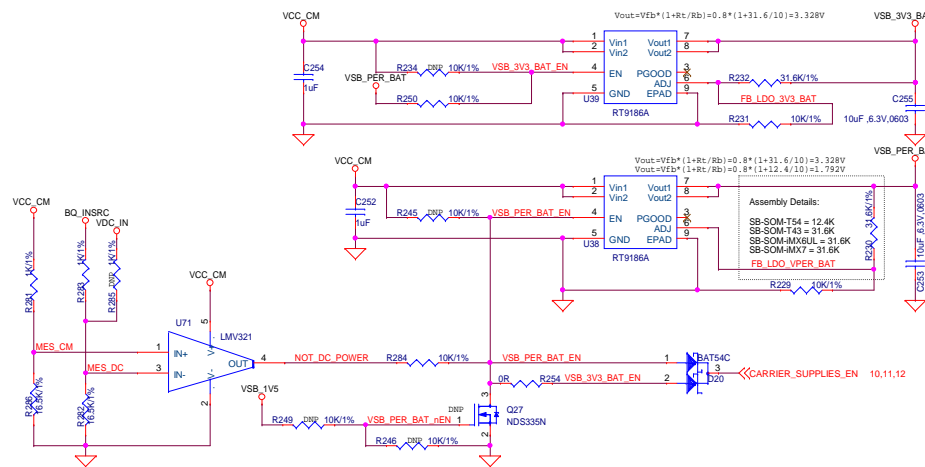 VCC_CM
Vout=Vfb*(1+Rt/Rb)=0.8*(1+31.6/10)=3.328V
VSB_3V3_BA
1 Vin1 Vout1 7
2 Vin2 Vout2 8
C254
1uF
R234 DNP 10K/1% VSB_3V3_BAT_EN 4 EN PGOOD 3
VSB_PER_BAT
ADJ 6 R232 31.6K/1%
R250 10K/1% 5 GND EPAD 9
U39
FB_LDO_3V3_BAT
C255
RT9186A
R231 10K/1%
10uF ,6.3V,0603
VCC_CM
Vout=Vfb*(1+Rt/Rb)=0.8*(1+31.6/10)=3.328V
Vout=Vfb*(1+Rt/Rb)=0.8*(1+12.4/10)=1.792V
VSB_PER_BA
1 Vin1 Vout1 7
2 Vin2 Vout2 8
C252
1uF
R245 DNP 10K/1% VSB_PER_BAT_EN 4 EN PGOOD 3
ADJ 6
5 GND EPAD 9
U38
RT9186A
Assembly Details:
SB-SOM-T54 = 12.4K
SB-SOM-T43 = 31.6K
SB-SOM-iMX6UL = 31.6K
SB-SOM-iMX7 = 31.6K
FB_LDO_VPER_BAT
R230 31.6K/1%
C253 10uF ,6.3V,0603
R229 10K/1%
VCC_CM
BQ_INSRC
VDC_IN
R281 1K/1%
R283 1K/1%
R285 DNP 1K/1%
VCC_CM
U71
5
LMV321
V+
MES_CM 1 IN+
OUT 4 NOT_DC_POWER R284 10K/1% VSB_PER_BAT_EN 1 BAT54C
MES_DC 3 IN-
V-
2
3 CARRIER_SUPPLIES_EN 10,11,12
0R R254 VSB_3V3_BAT_EN 2 D20
R286 16.5K/1%
R282 16.5K/1%
VSB_1V5
3
Q27
NDS335N
R249 DNP 10K/1% VSB_PER_BAT_nEN DNP 1
2
R246 DNP 10K/1%